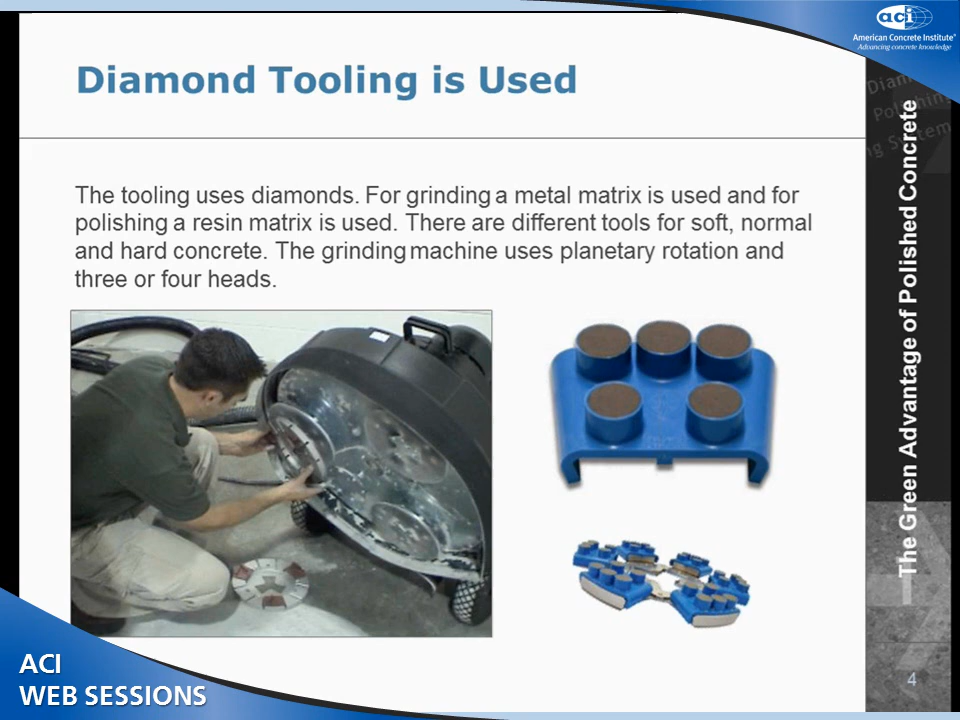 aci
American Concrete Institute®
Advancing concrete knowledge
Diamond Tooling is Used
The tooling uses diamonds. For grinding a metal matrix is used and for
polishing a resin matrix is used. There are different tools for soft, normal
and hard concrete. The grinding machine uses planetary rotation and
three or four heads.
The Green Advantage of Polished Concrete
4
ACI
WEB SESSIONS